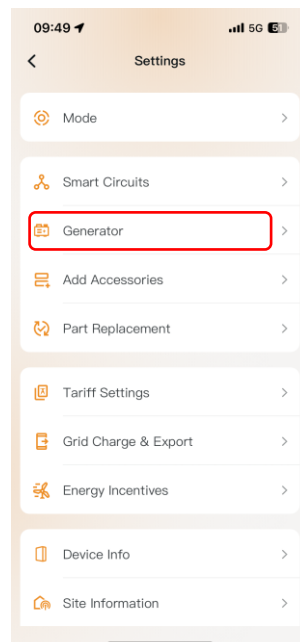 09:49
5G 51
Settings
Mode
Smart Circuits
Generator
Add Accessories
Part Replacement
Tariff Settings
Grid Charge & Export
Energy Incentives
Device Info
Site Information